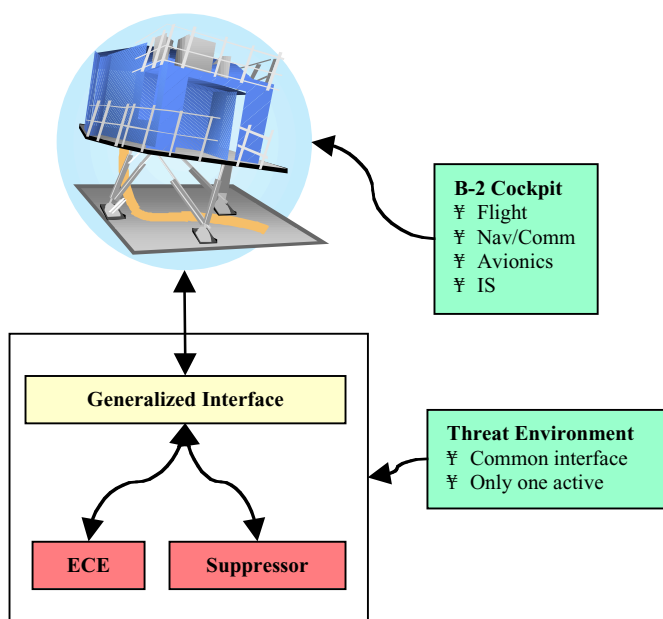 B-2 Cockpit
¥ Flight
¥ Nav/Comm
¥ Avionics
¥ IS
Generalized Interface
Threat Environment
¥ Common interface
¥ Only one active
ECE
Suppressor